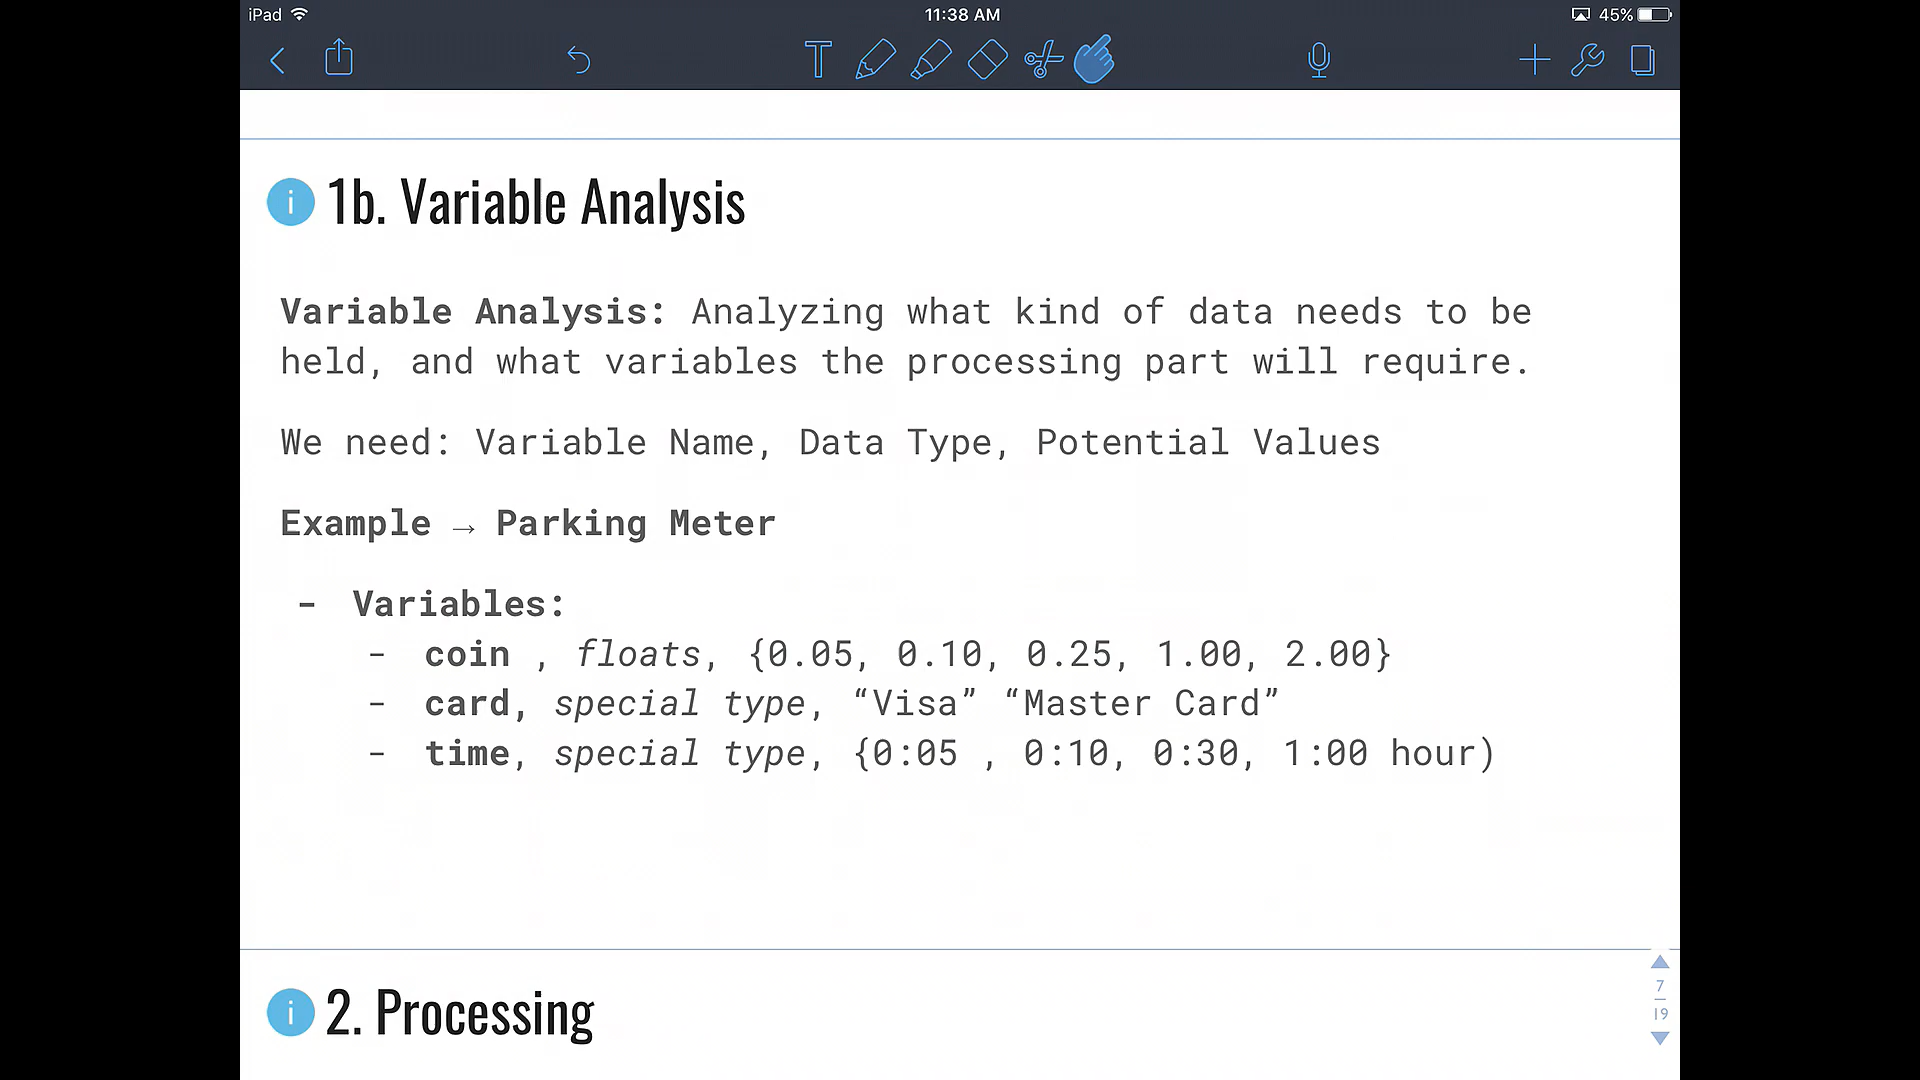 iPad
11:38 AM
45%
i 1b. Variable Analysis
Variable Analysis: Analyzing what kind of data needs to be
held, and what variables the processing part will require.
We need: Variable Name, Data Type, Potential Values
Example → Parking Meter
- Variables:
- coin , floats, {0.05, 0.10, 0.25, 1.00, 2.00}
- card, special type, “Visa” “Master Card”
- time, special type, {0:05 , 0:10, 0:30, 1:00 hour)
7
19
i 2. Processing